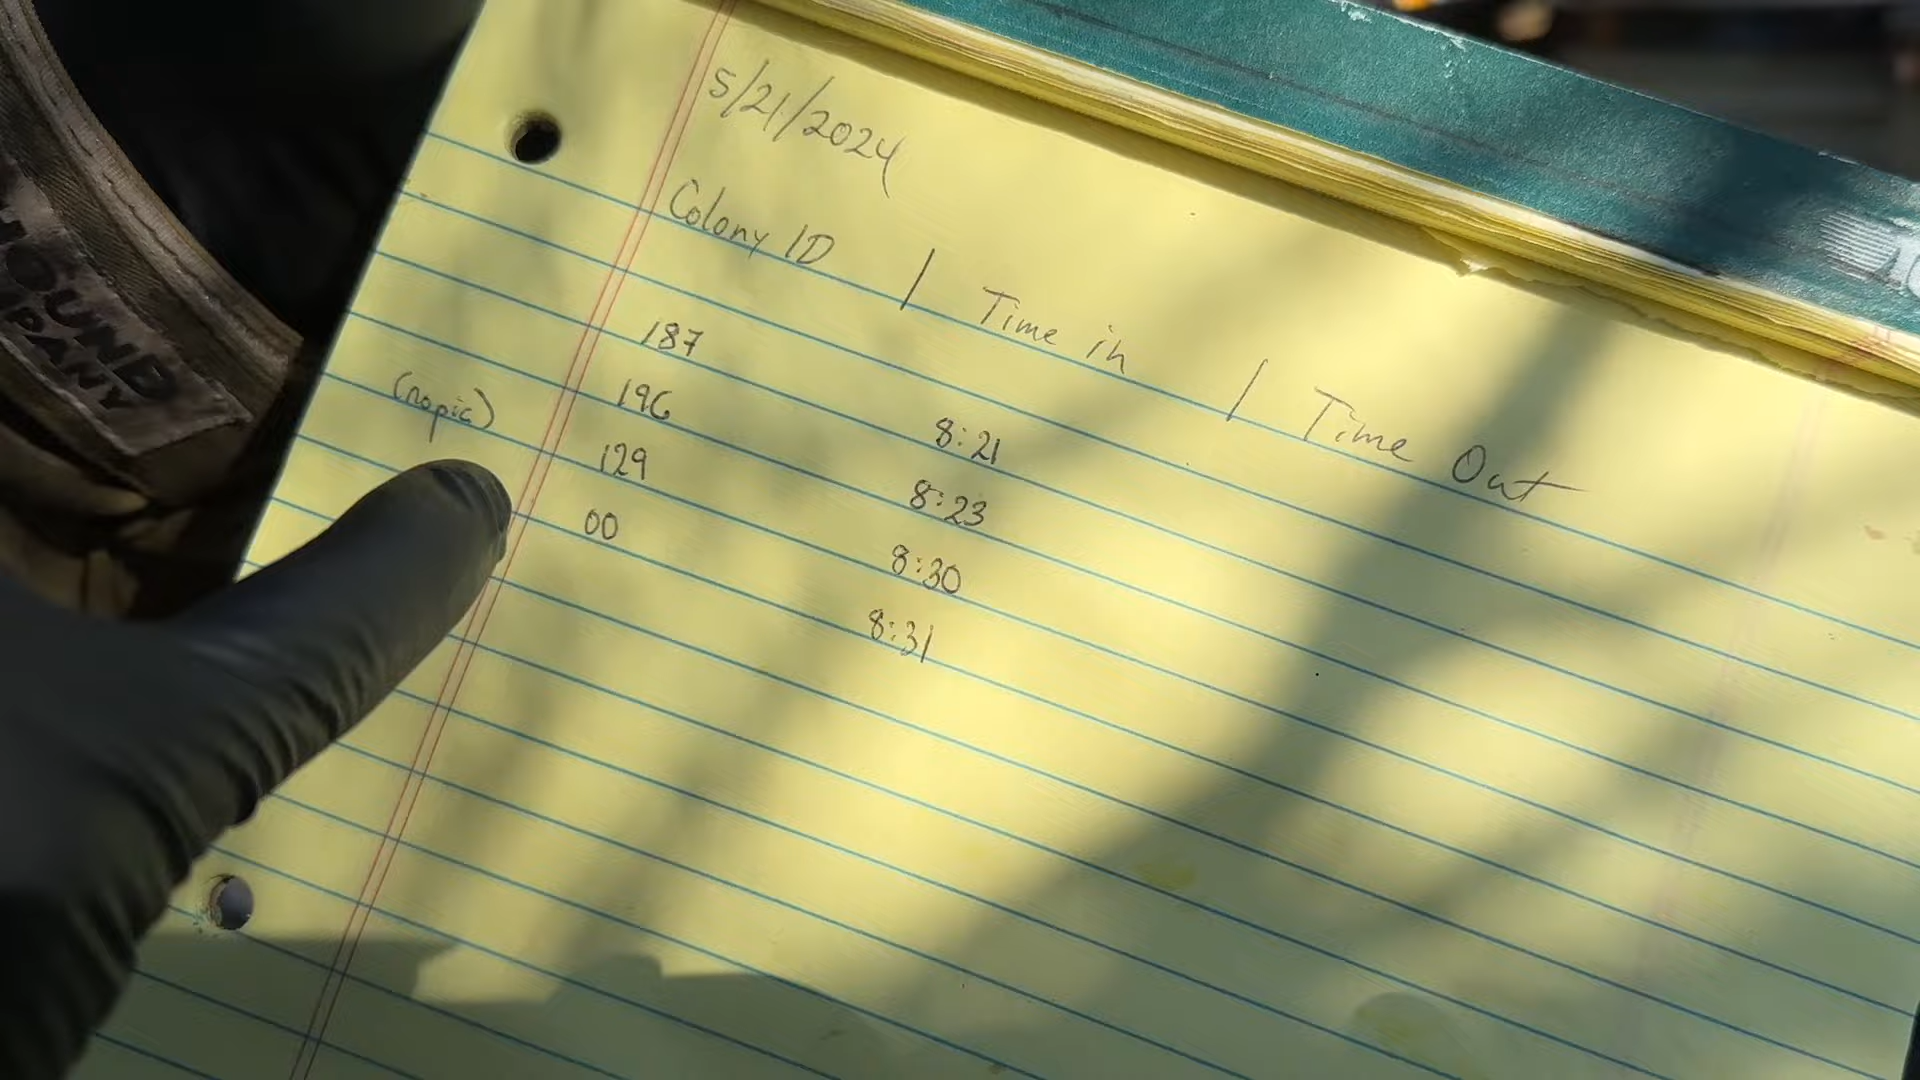 5/21/2024
Colony ID | Time in | Time Out
187 8:21
196 8:23
(no pic) 129 8:30
00 8:31